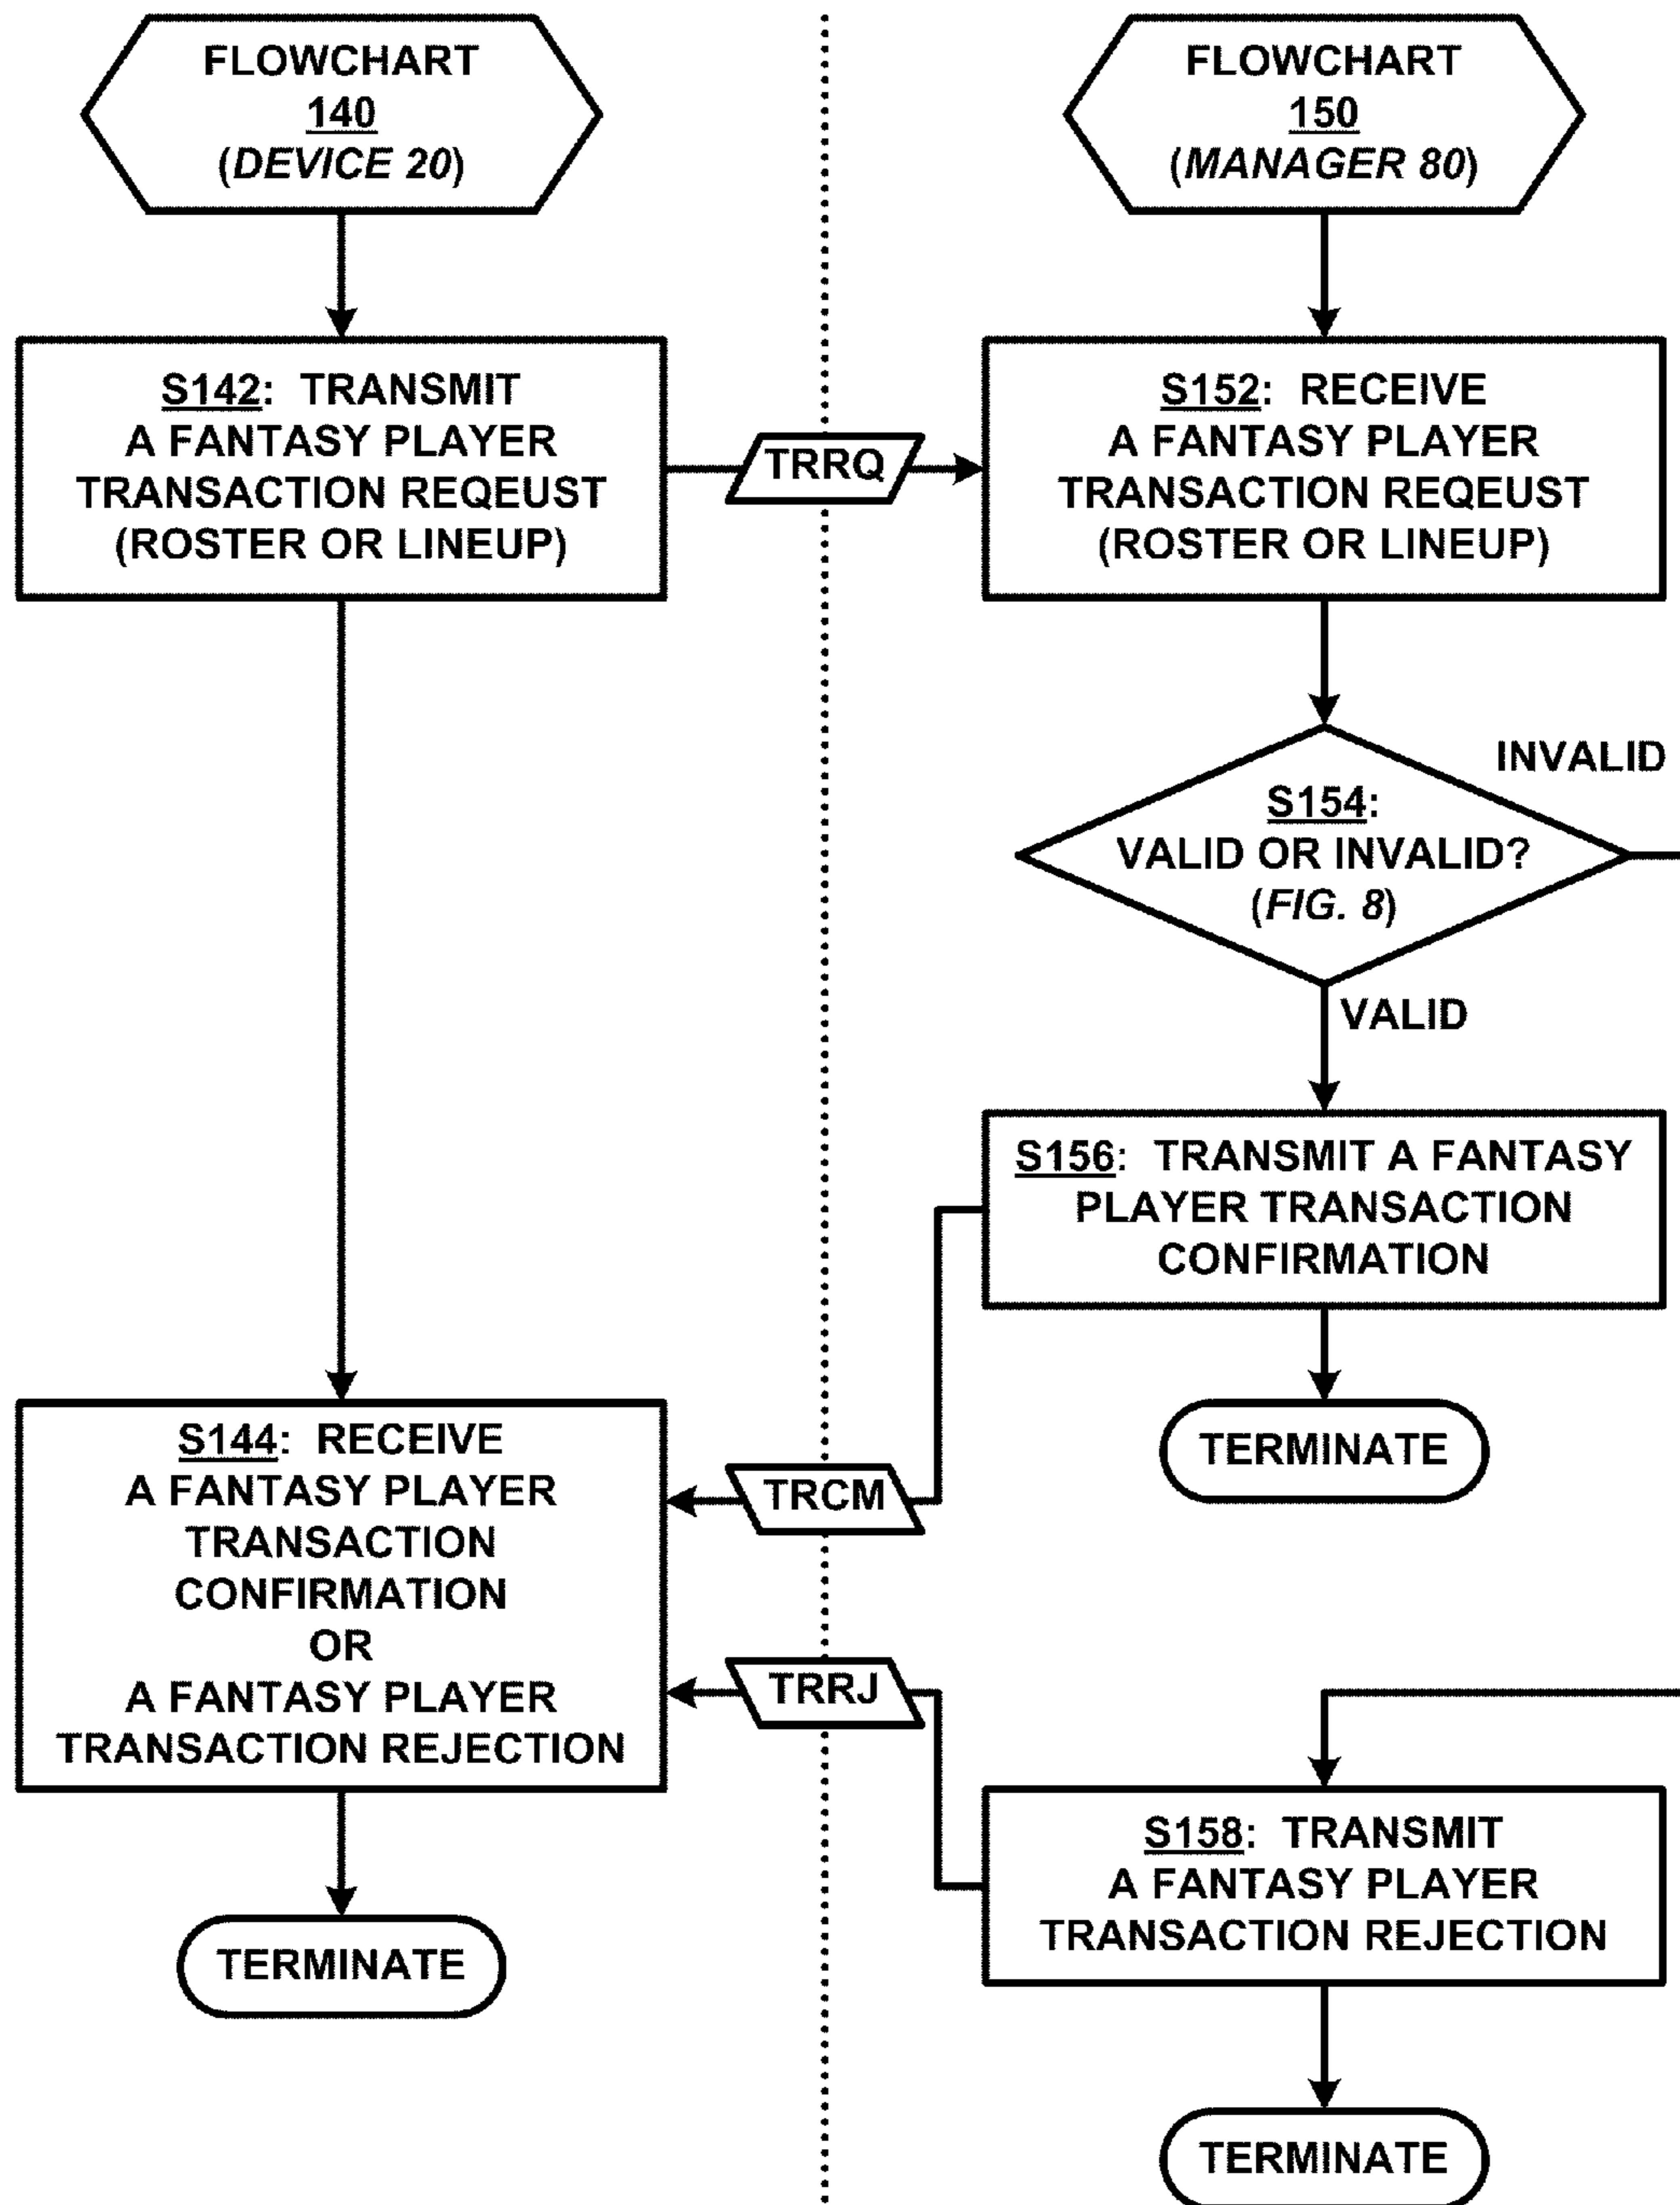 FLOWCHART
140
(DEVICE 20)
S142: TRANSMIT
A FANTASY PLAYER
TRANSACTION REQEUST
(ROSTER OR LINEUP)
TRRQ
S144: RECEIVE
A FANTASY PLAYER
TRANSACTION
CONFIRMATION
OR
A FANTASY PLAYER
TRANSACTION REJECTION
TERMINATE
FLOWCHART
150
(MANAGER 80)
S152: RECEIVE
A FANTASY PLAYER
TRANSACTION REQEUST
(ROSTER OR LINEUP)
INVALID
S154:
VALID OR INVALID?
(FIG. 8)
VALID
S156: TRANSMIT A FANTASY
PLAYER TRANSACTION
CONFIRMATION
TERMINATE
TRCM
TRRJ
S158: TRANSMIT
A FANTASY PLAYER
TRANSACTION REJECTION
TERMINATE